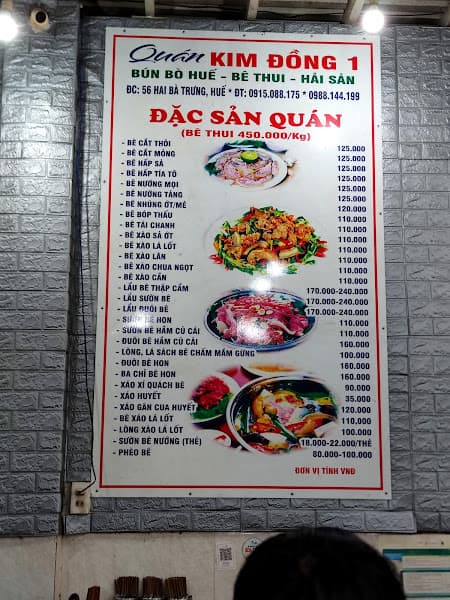 Quán KIM ĐỒNG 1
BÚN BÒ HUẾ - BÊ THUI - HẢI SẢN
ĐC: 56 HAI BÀ TRƯNG, HUẾ * ĐT: 0915.088.175 * 0988.144.199
ĐẶC SẢN QUÁN
(BÊ THUI 450.000/Kg)
- BÊ CẮT THỎI 125.000
- BÊ CẮT MỎNG 125.000
- BÊ HẤP SẢ 125.000
- BÊ HẤP TÍA TÔ 125.000
- BÊ NƯỚNG MỌI 125.000
- BÊ NƯỚNG TẢNG 125.000
- BÊ NHÚNG ỚT/MẺ 120.000
- BÊ BÓP THẤU 110.000
- BÊ TÁI CHANH 110.000
- BÊ XÀO SẢ ỚT 110.000
- BÊ XÀO LÁ LỐT 110.000
- BÊ XÀO LĂN 110.000
- BÊ XÀO CHUA NGỌT 110.000
- BÊ XÀO CẦN 110.000
- LẨU BÊ THẬP CẨM 170.000-240.000
- LẨU SƯỜN BÊ 170.000-240.000
- LẨU ĐUÔI BÊ 170.000-240.000
- SƯỜN BÊ HON 110.000
- SƯỜN BÊ HẦM CỦ CẢI 110.000
- ĐUÔI BÊ HẦM CỦ CẢI 160.000
- LÒNG, LÁ SÁCH BÊ CHẤM MẮM GỪNG 100.000
- ĐUÔI BÊ HON 160.000
- BA CHỈ BÊ HON 160.000
- XÁO XÍ QUÁCH BÊ 90.000
- XÁO HUYẾT 35.000
- XÁO GÂN CUA HUYẾT 120.000
- BÊ XÁO LÁ LỐT 110.000
- LÒNG XÁO LÁ LỐT 100.000
- SƯỜN BÊ NƯỚNG (THẺ) 18.000-22.000/THẺ
- PHÈO BÊ 80.000-100.000
ĐƠN VỊ TÍNH VNĐ